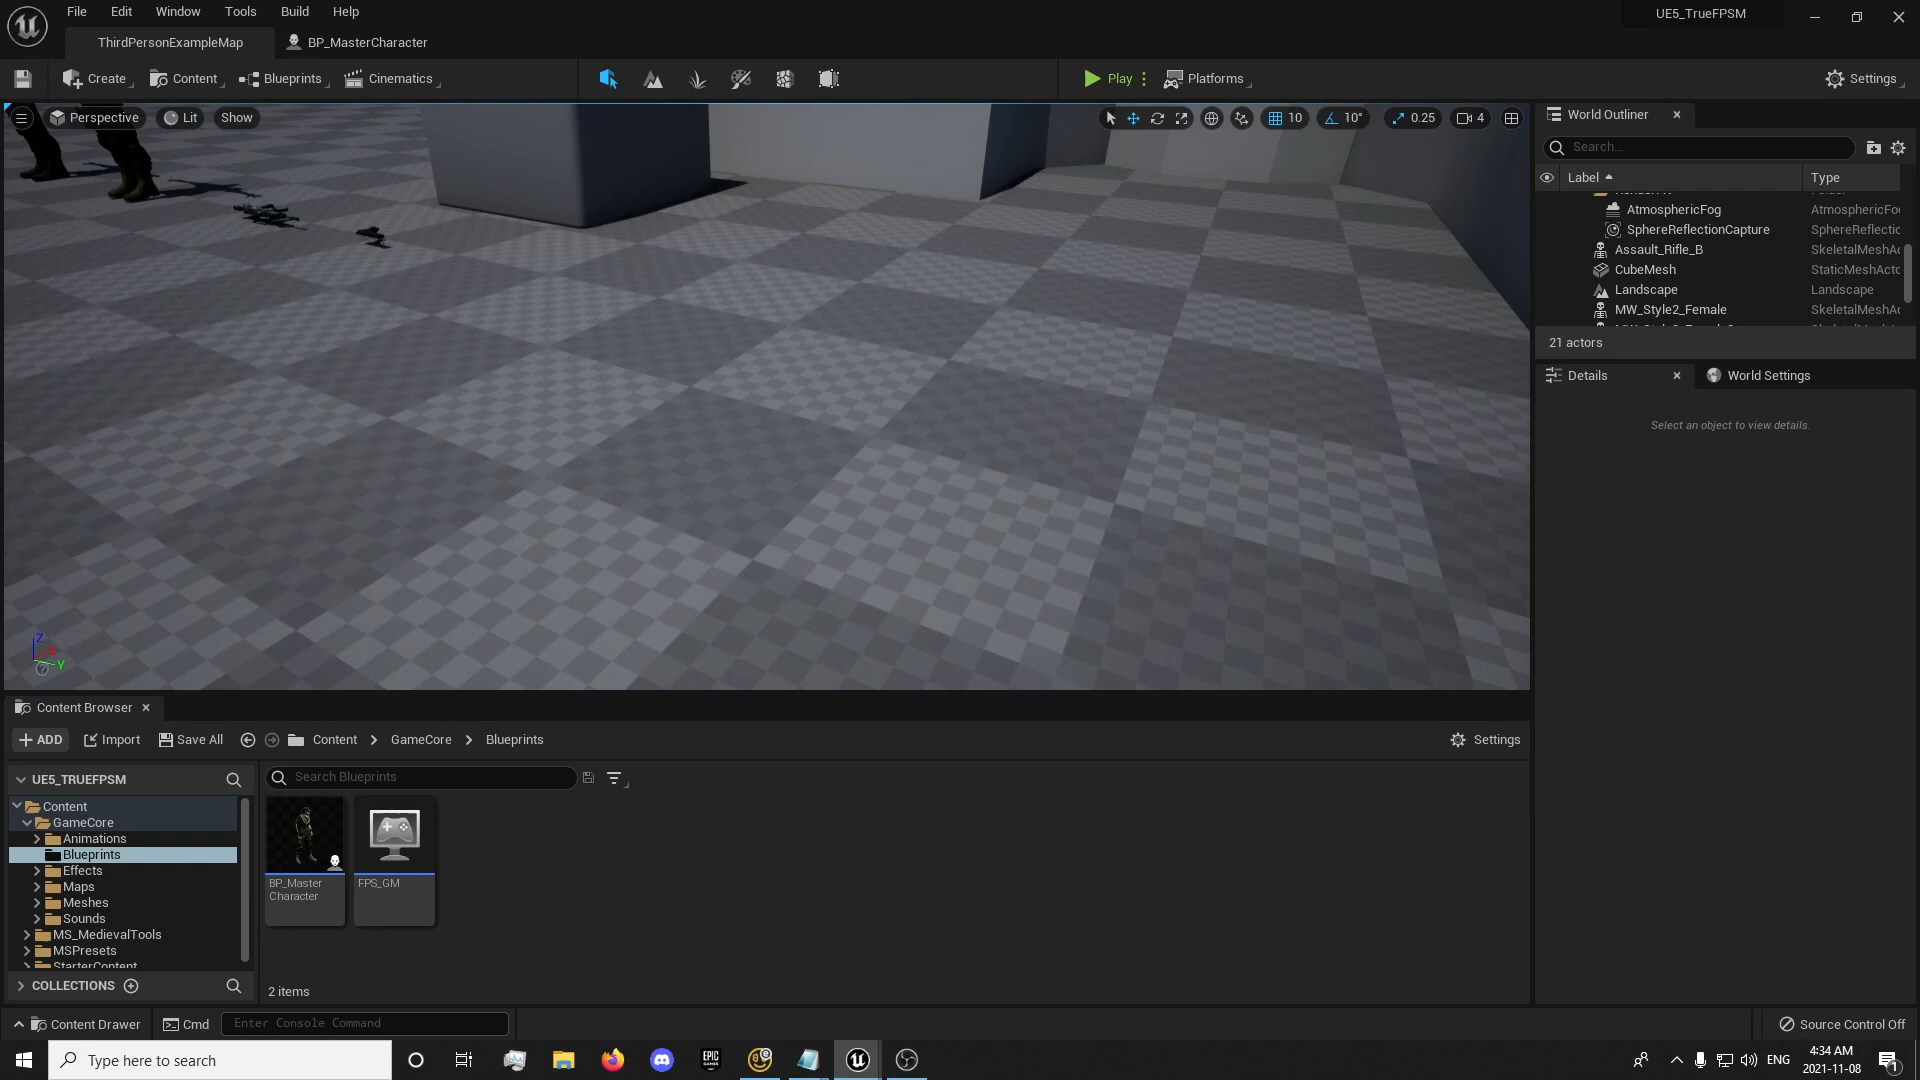 File Edit Window Tools Build Help
UE5_TrueFPSM
ThirdPersonExampleMap
BP_MasterCharacter
Create
Content
Blueprints
Cinematics
Play
Platforms
Settings
Perspective
Lit
Show
10
10°
0.25
4
World Outliner
Search...
Label
Type
AtmosphericFog AtmosphericFo
SphereReflectionCapture SphereReflectic
Assault_Rifle_B SkeletalMeshA
CubeMesh StaticMeshActo
Landscape Landscape
MW_Style2_Female SkeletalMeshA
21 actors
Details
World Settings
Select an object to view details.
Z
X
Y
Content Browser
ADD
Import
Save All
Content
GameCore
Blueprints
Settings
UE5_TRUEFPSM
Search Blueprints
Content
GameCore
Animations
Blueprints
Effects
Maps
Meshes
Sounds
MS_MedievalTools
MSPresets
StarterContent
BP_Master
Character
FPS_GM
COLLECTIONS
2 items
Content Drawer
Cmd
Enter Console Command
Source Control Off
Type here to search
EPIC
GAMES
ENG
4:34 AM
2021-11-08
1